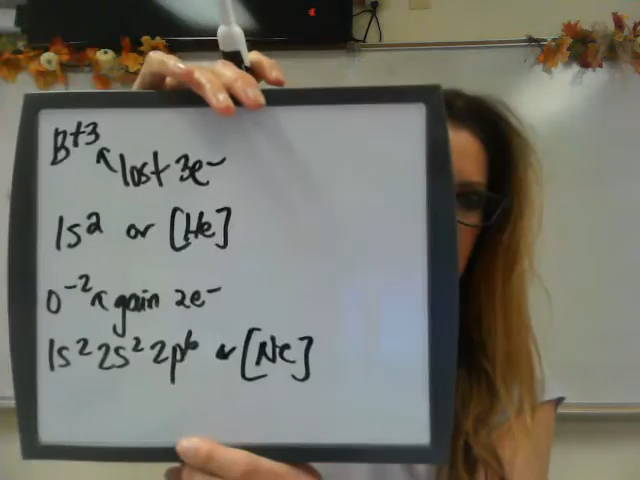 B+3 ↖ lost 3e-
1s² or [He]
O-2 ↖ gain 2e-
1s² 2s² 2p⁶ or [Ne]